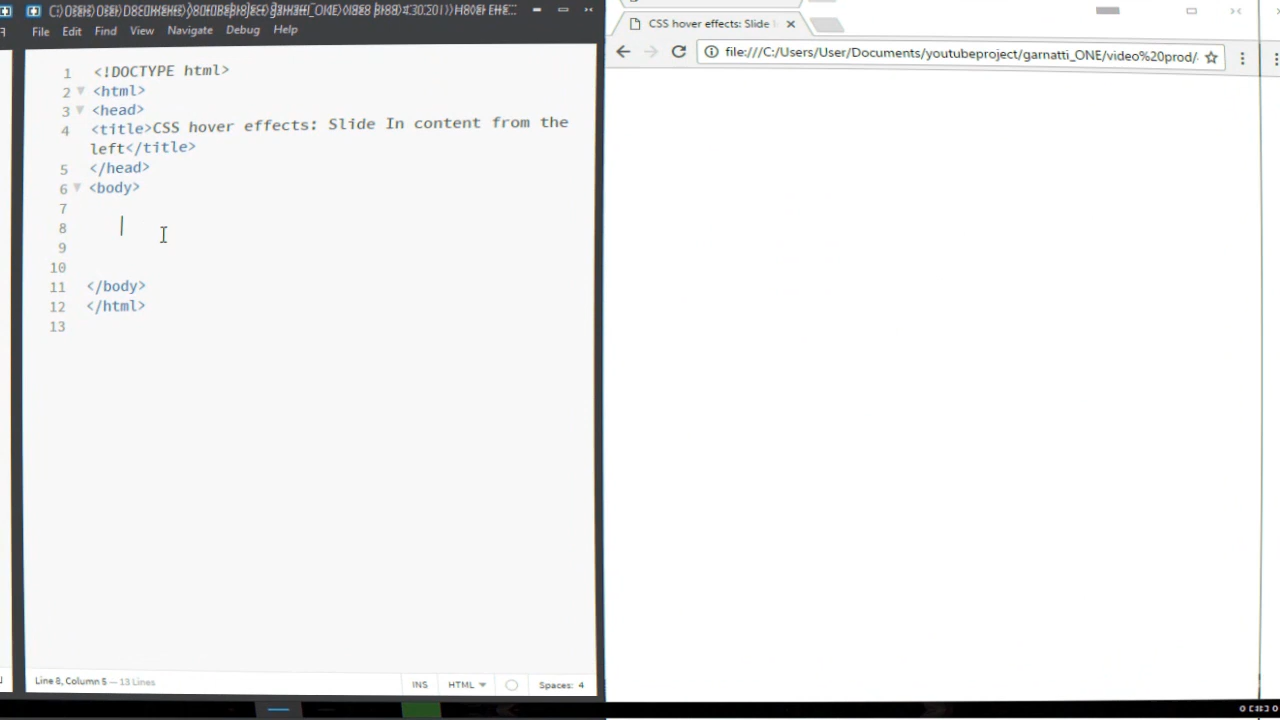 File Edit Find View Navigate Debug Help
1 <!DOCTYPE html>
2 <html>
3 <head>
4 <title>CSS hover effects: Slide In content from the
left</title>
5 </head>
6 <body>
7
8
9
10
11 </body>
12 </html>
13
Line 8, Column 5 — 13 Lines
INS HTML Spaces: 4
CSS hover effects: Slide
file:///C:/Users/User/Documents/youtubeproject/garnatti_ONE/video%20prod/